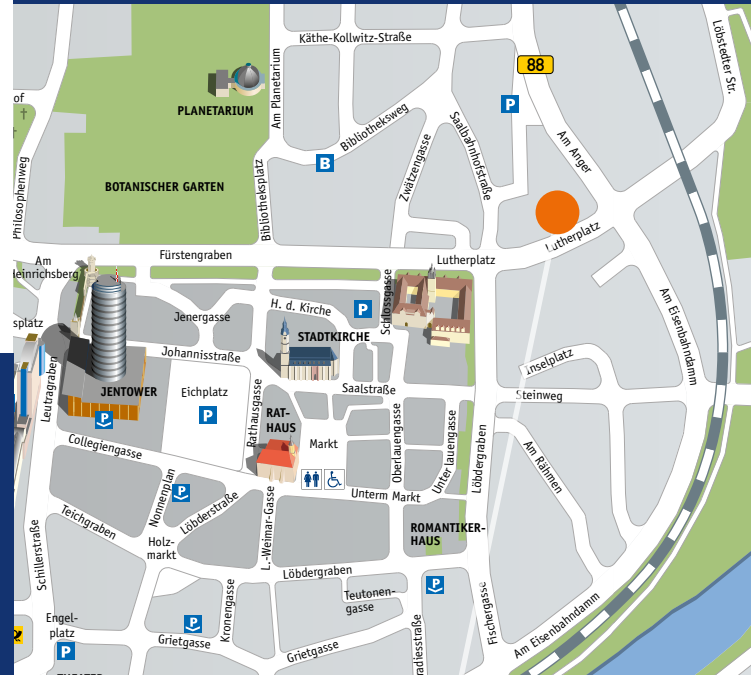 Käthe-Kollwitz-Straße
88
Löbstedter Str.
of
P
PLANETARIUM
Am Planetarium
Bibliotheksweg
Am Anger
Saalbahnhofstraße
Zwätzengasse
B
Philosophenweg
BOTANISCHER GARTEN
Bibliotheksplatz
Lutherplatz
Fürstengraben
Lutherplatz
Am
Heinrichsberg
Schlossgasse
Am Eisenbahndamm
H. d. Kirche
P
Jenergasse
splatz
STADTKIRCHE
Johannisstraße
Inselplatz
Leutragraben
JENTOWER
Eichplatz
Saalstraße
Steinweg
P
P
Rathausgasse
RAT-
HAUS
Markt
Oberlauengasse
Unterlauengasse
Löbdergraben
Am Rähmen
Collegiengasse
Nonnenplan
P
Löbderstraße
L.-Weimar-Gasse
Unterm Markt
Teichgraben
ROMANTIKER-
HAUS
Holz-
markt
Schillerstraße
Löbdergraben
P
Teutonen-
gasse
Kronengasse
Fischergasse
Am Eisenbahndamm
Engel-
platz
P
P
Grietgasse
Grietgasse
radiesstraße